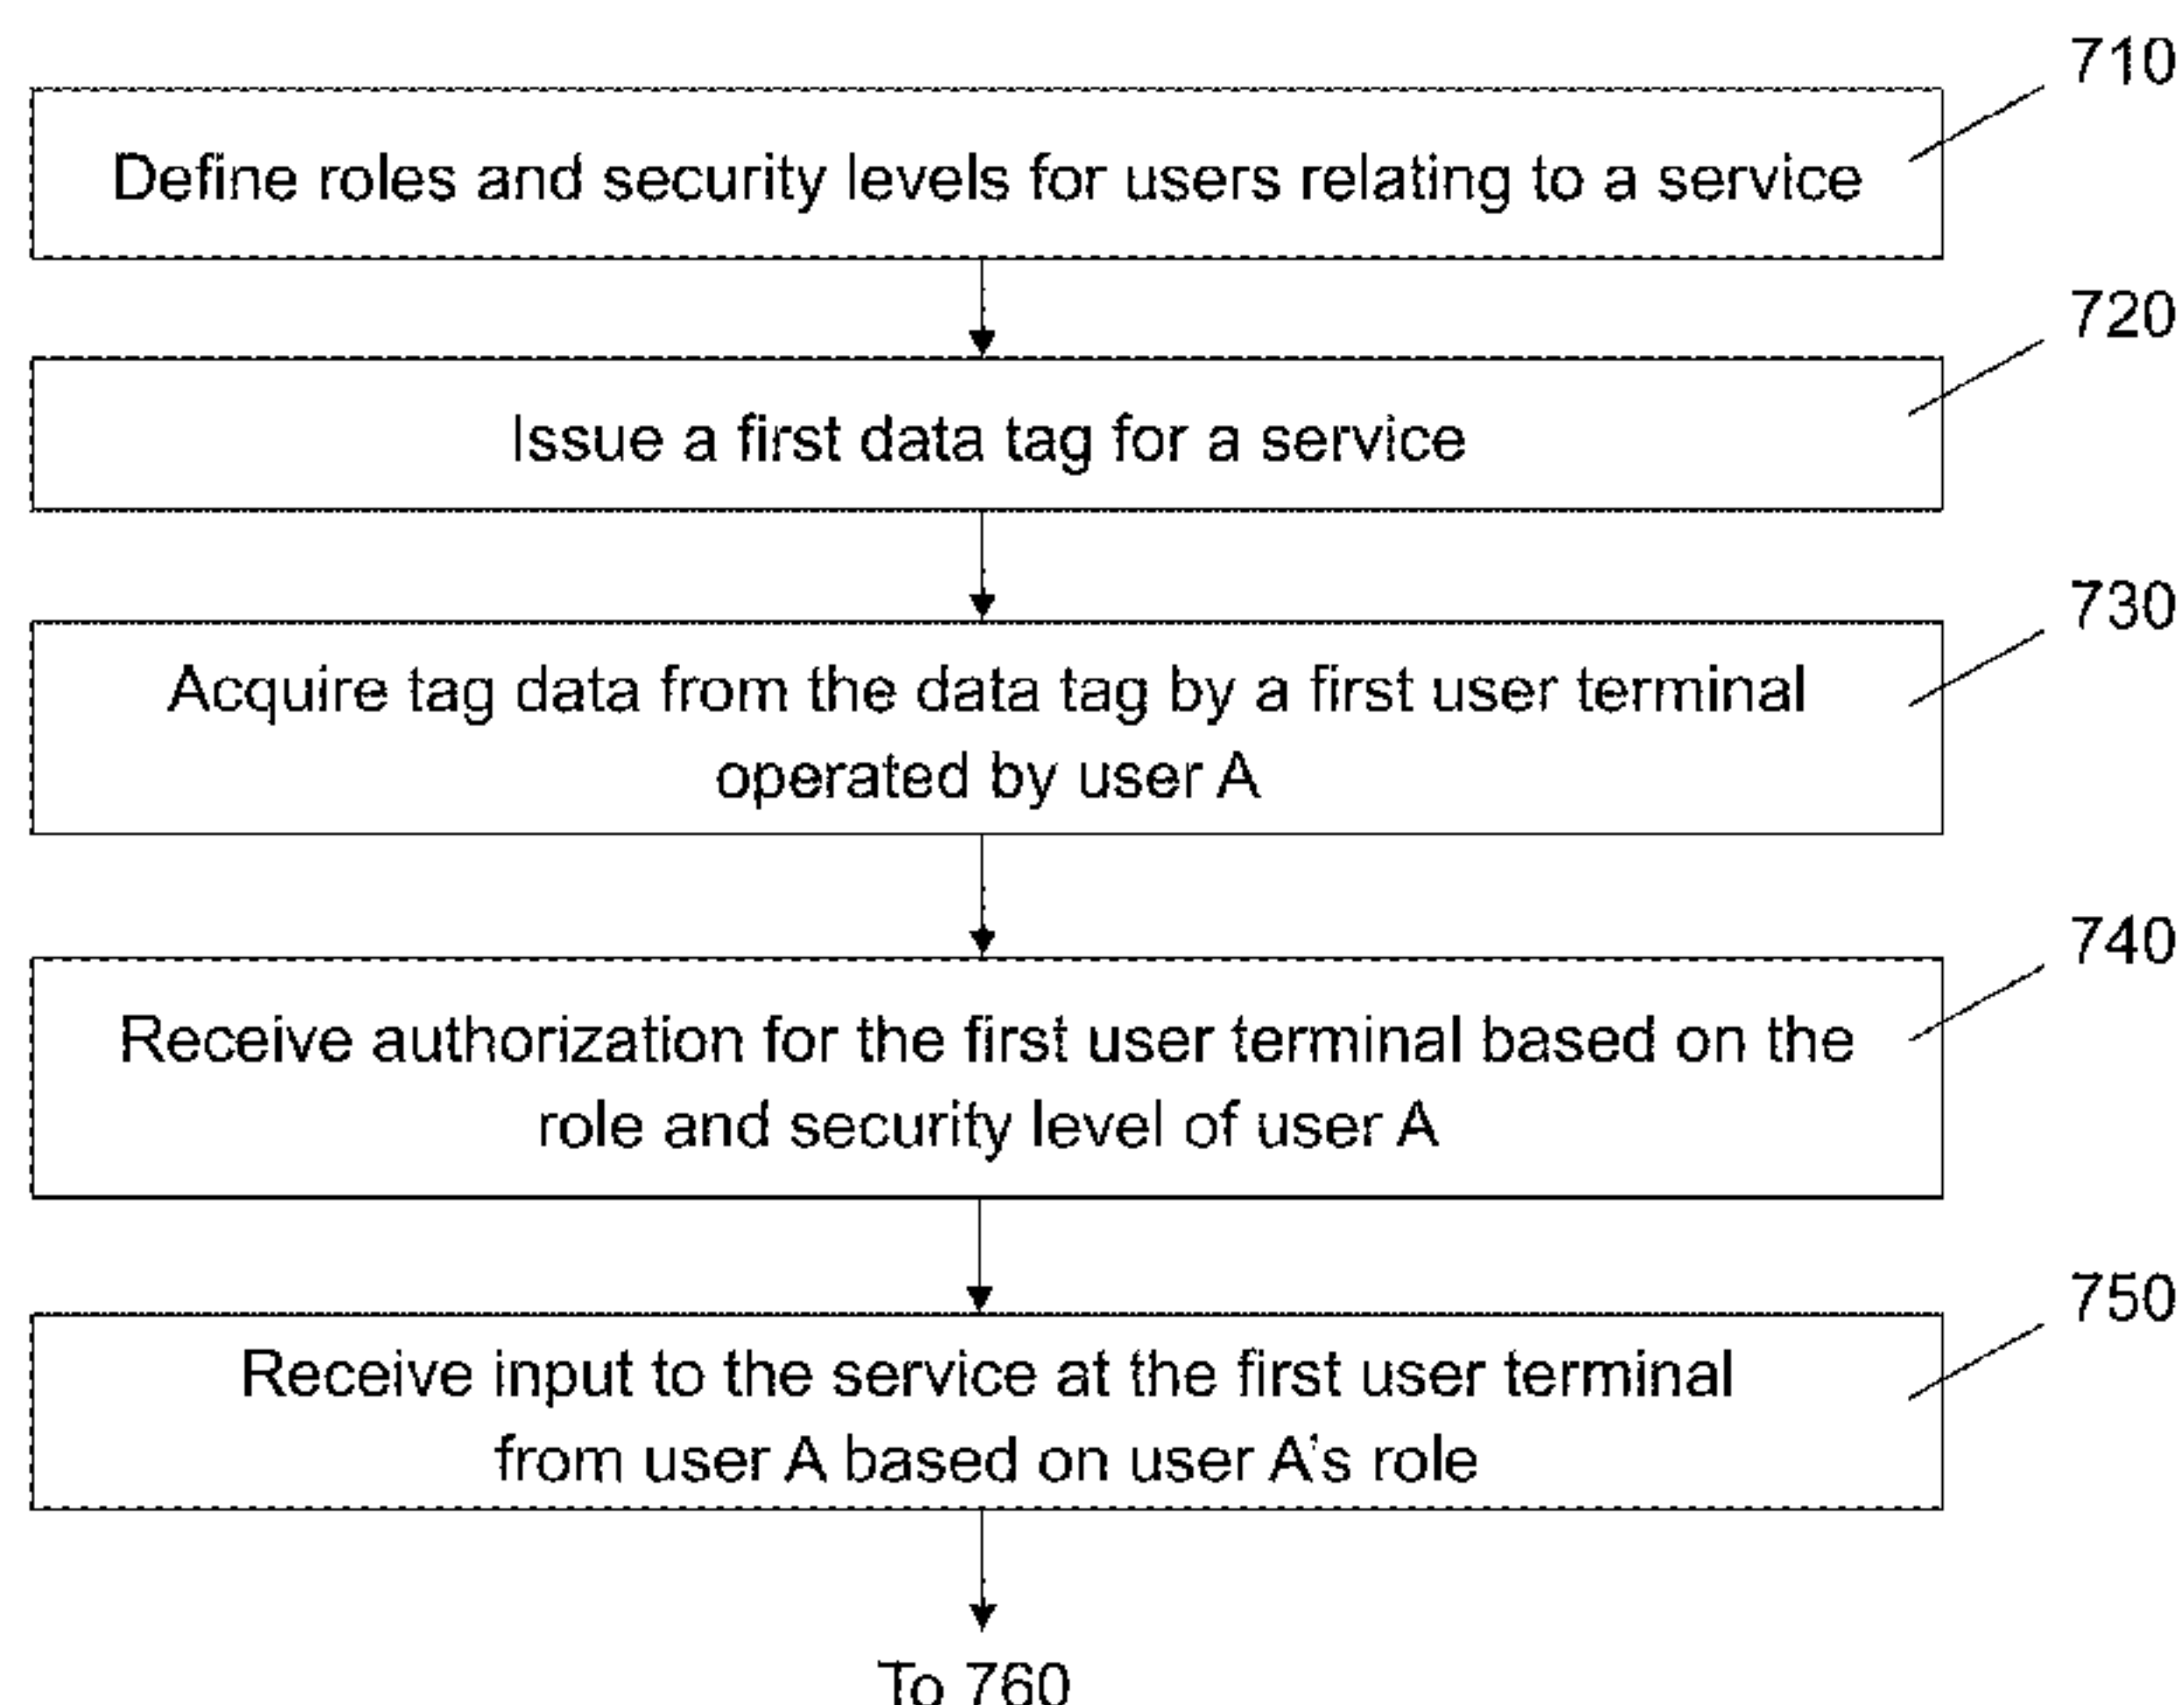 710
Define roles and security levels for users relating to a service
720
Issue a first data tag for a service
730
Acquire tag data from the data tag by a first user terminal
operated by user A
740
Receive authorization for the first user terminal based on the
role and security level of user A
750
Receive input to the service at the first user terminal
from user A based on user A's role
To 760